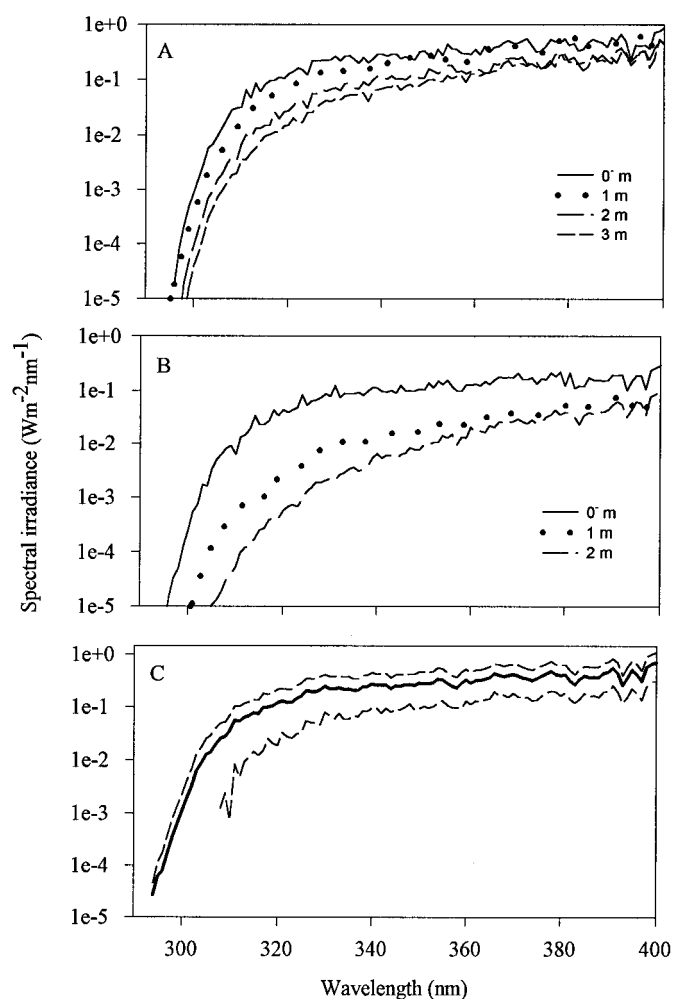 A
1e+0
1e-1
1e-2
1e-3
1e-4
1e-5
0⁻ m
1 m
2 m
3 m
B
1e+0
1e-1
1e-2
1e-3
1e-4
1e-5
0⁻ m
1 m
2 m
Spectral irradiance (Wm⁻²nm⁻¹)
C
1e+0
1e-1
1e-2
1e-3
1e-4
1e-5
300 320 340 360 380 400
Wavelength (nm)